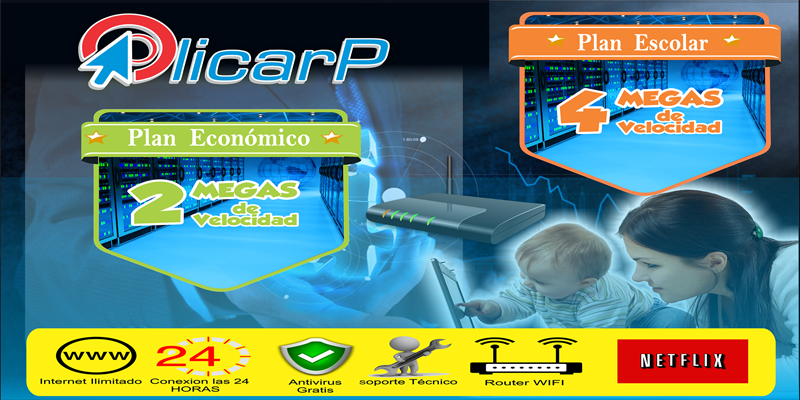 OlicarP
Plan Escolar
4 MEGAS
de
Velocidad
Plan Económico
2 MEGAS
de
Velocidad
www
Internet Ilimitado
24
Conexion las 24
HORAS
Antivirus
Gratis
soporte Técnico
Router WIFI
NETFLIX